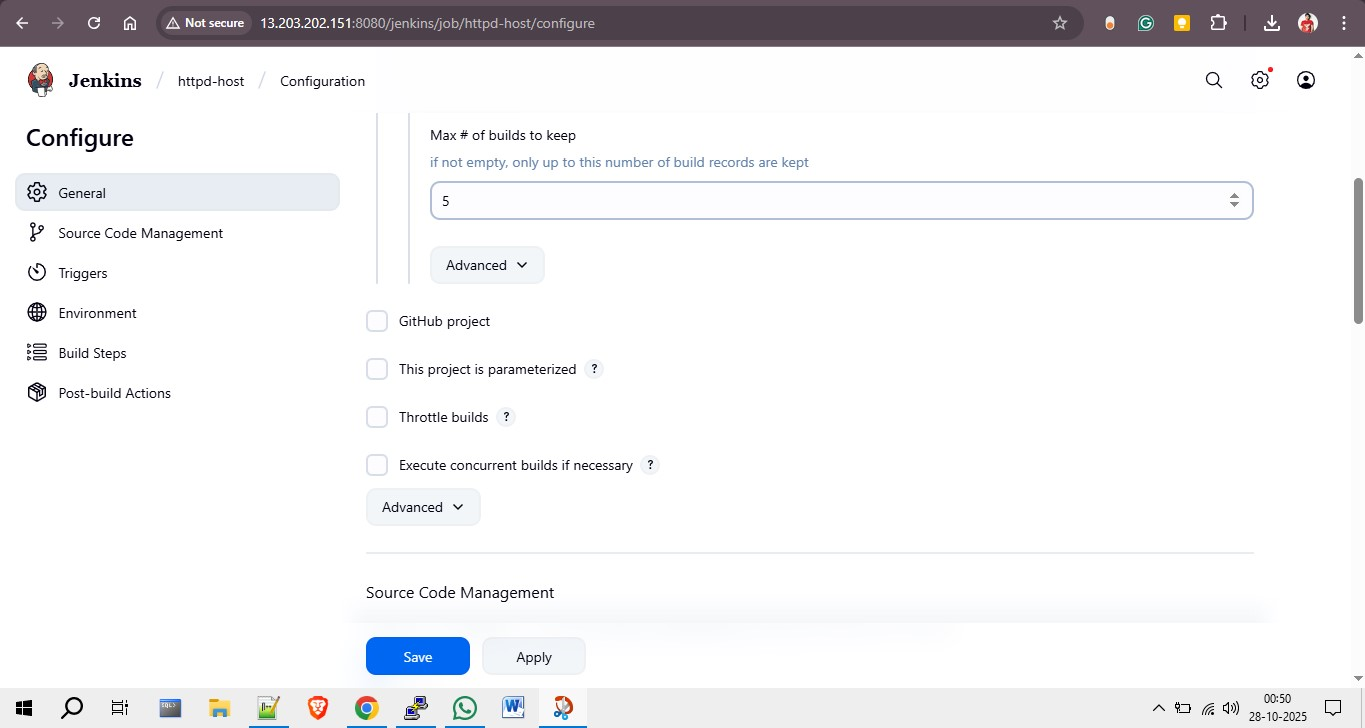 Not secure 13.203.202.151:8080/jenkins/job/httpd-host/configure
Jenkins / httpd-host / Configuration
Configure
General
Source Code Management
Triggers
Environment
Build Steps
Post-build Actions
Max # of builds to keep
if not empty, only up to this number of build records are kept
5
Advanced
GitHub project
This project is parameterized ?
Throttle builds ?
Execute concurrent builds if necessary ?
Advanced
Source Code Management
Save Apply
00:50
28-10-2025